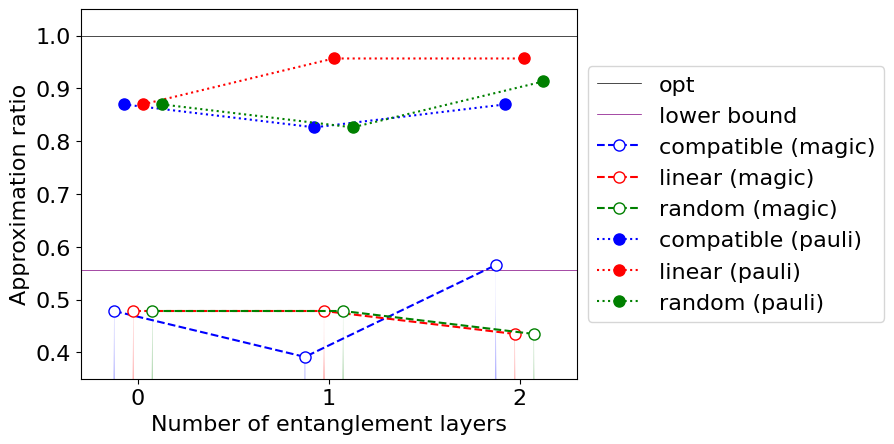 1.0
0.9
0.8
0.7
0.6
0.5
0.4
Approximation ratio
0 1 2
Number of entanglement layers
opt
lower bound
compatible (magic)
linear (magic)
random (magic)
compatible (pauli)
linear (pauli)
random (pauli)